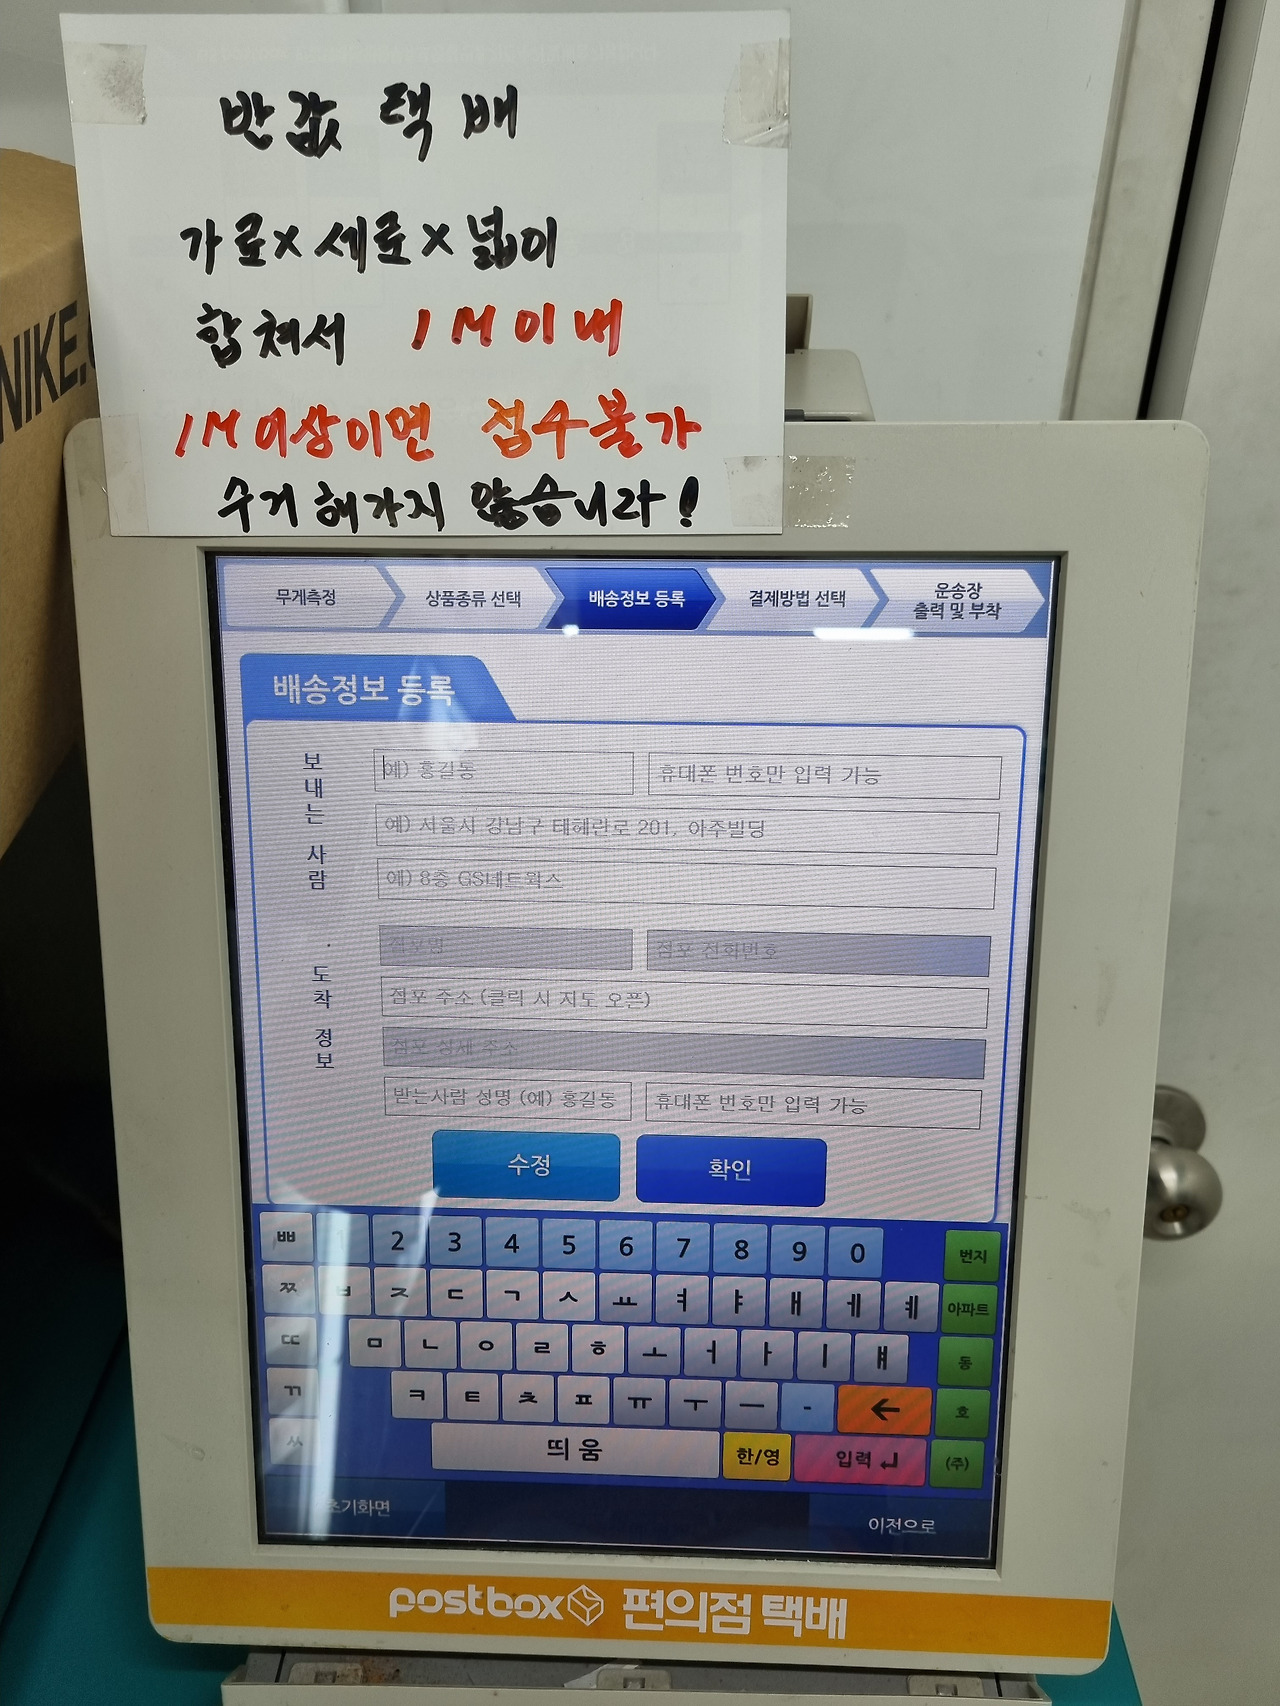 반값 택배
가로x세로x넓이
합쳐서 1M이내
1M이상이면 접수불가
수거 해가지 않습니다!
NIKE.
무게측정
상품종류 선택
배송정보 등록
결제방법 선택
운송장
출력 및 부착
배송정보 등록
보내는 사람
예) 홍길동
휴대폰 번호만 입력 가능
예) 서울시 강남구 테헤란로 201, 아주빌딩
예) 8층 GS네트웍스
도착 정보
점포명
점포 전화번호
점포 주소 (클릭 시 지도 오픈)
점포 상세 주소
받는사람 성명 (예) 홍길동
휴대폰 번호만 입력 가능
수정 확인
ㅃ 1 2 3 4 5 6 7 8 9 0 번지
ㅉ ㅂ ㅈ ㄷ ㄱ ㅅ ㅛ ㅕ ㅑ ㅐ ㅔ ㅖ 아파트
ㄸ ㅁ ㄴ ㅇ ㄹ ㅎ ㅗ ㅓ ㅏ ㅣ ㅒ 동
ㄲ ㅋ ㅌ ㅊ ㅍ ㅠ ㅜ ㅡ - ← 호
ㅆ 띄움 한/영 입력 ↲ (주)
초기화면 이전으로
postbox 편의점 택배